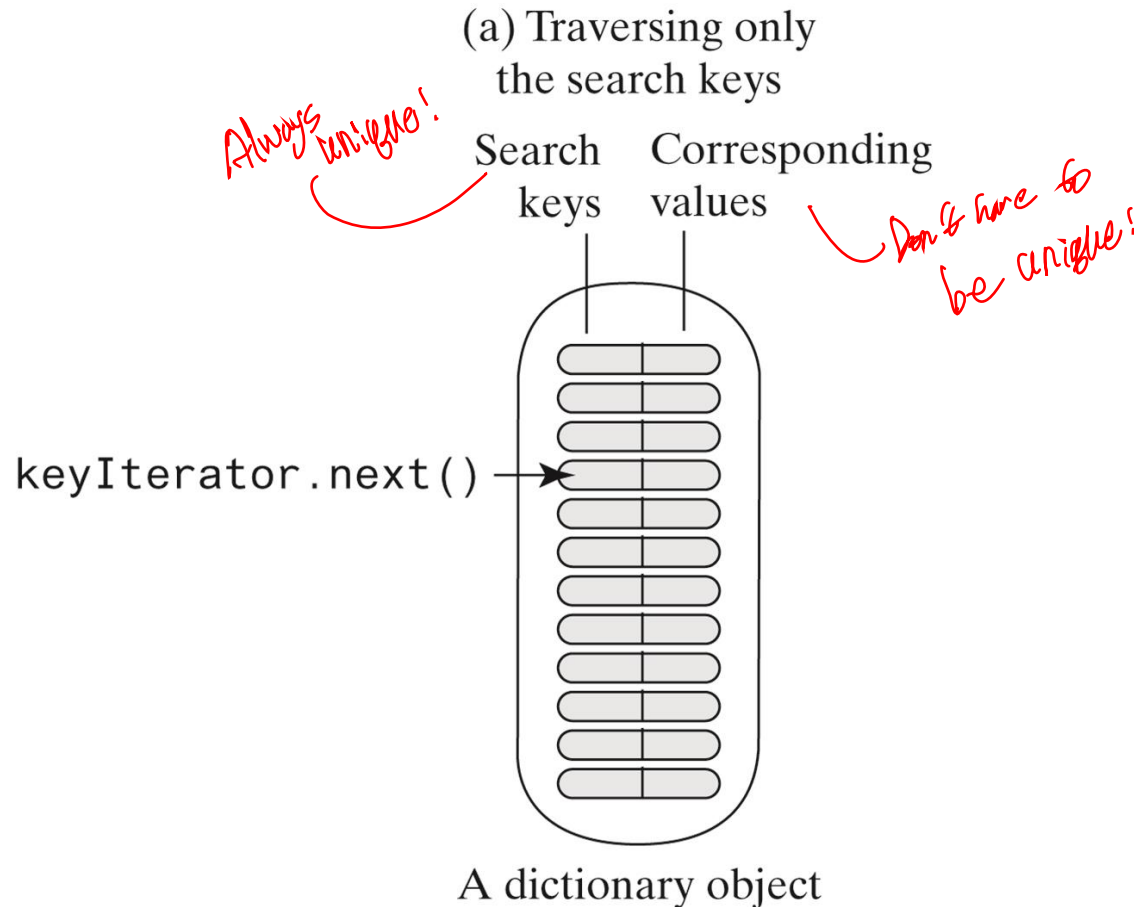 (a) Traversing only
the search keys
Always
unique!
Search Corresponding
keys values
Don't have to
be unique!
keyIterator.next()
A dictionary object